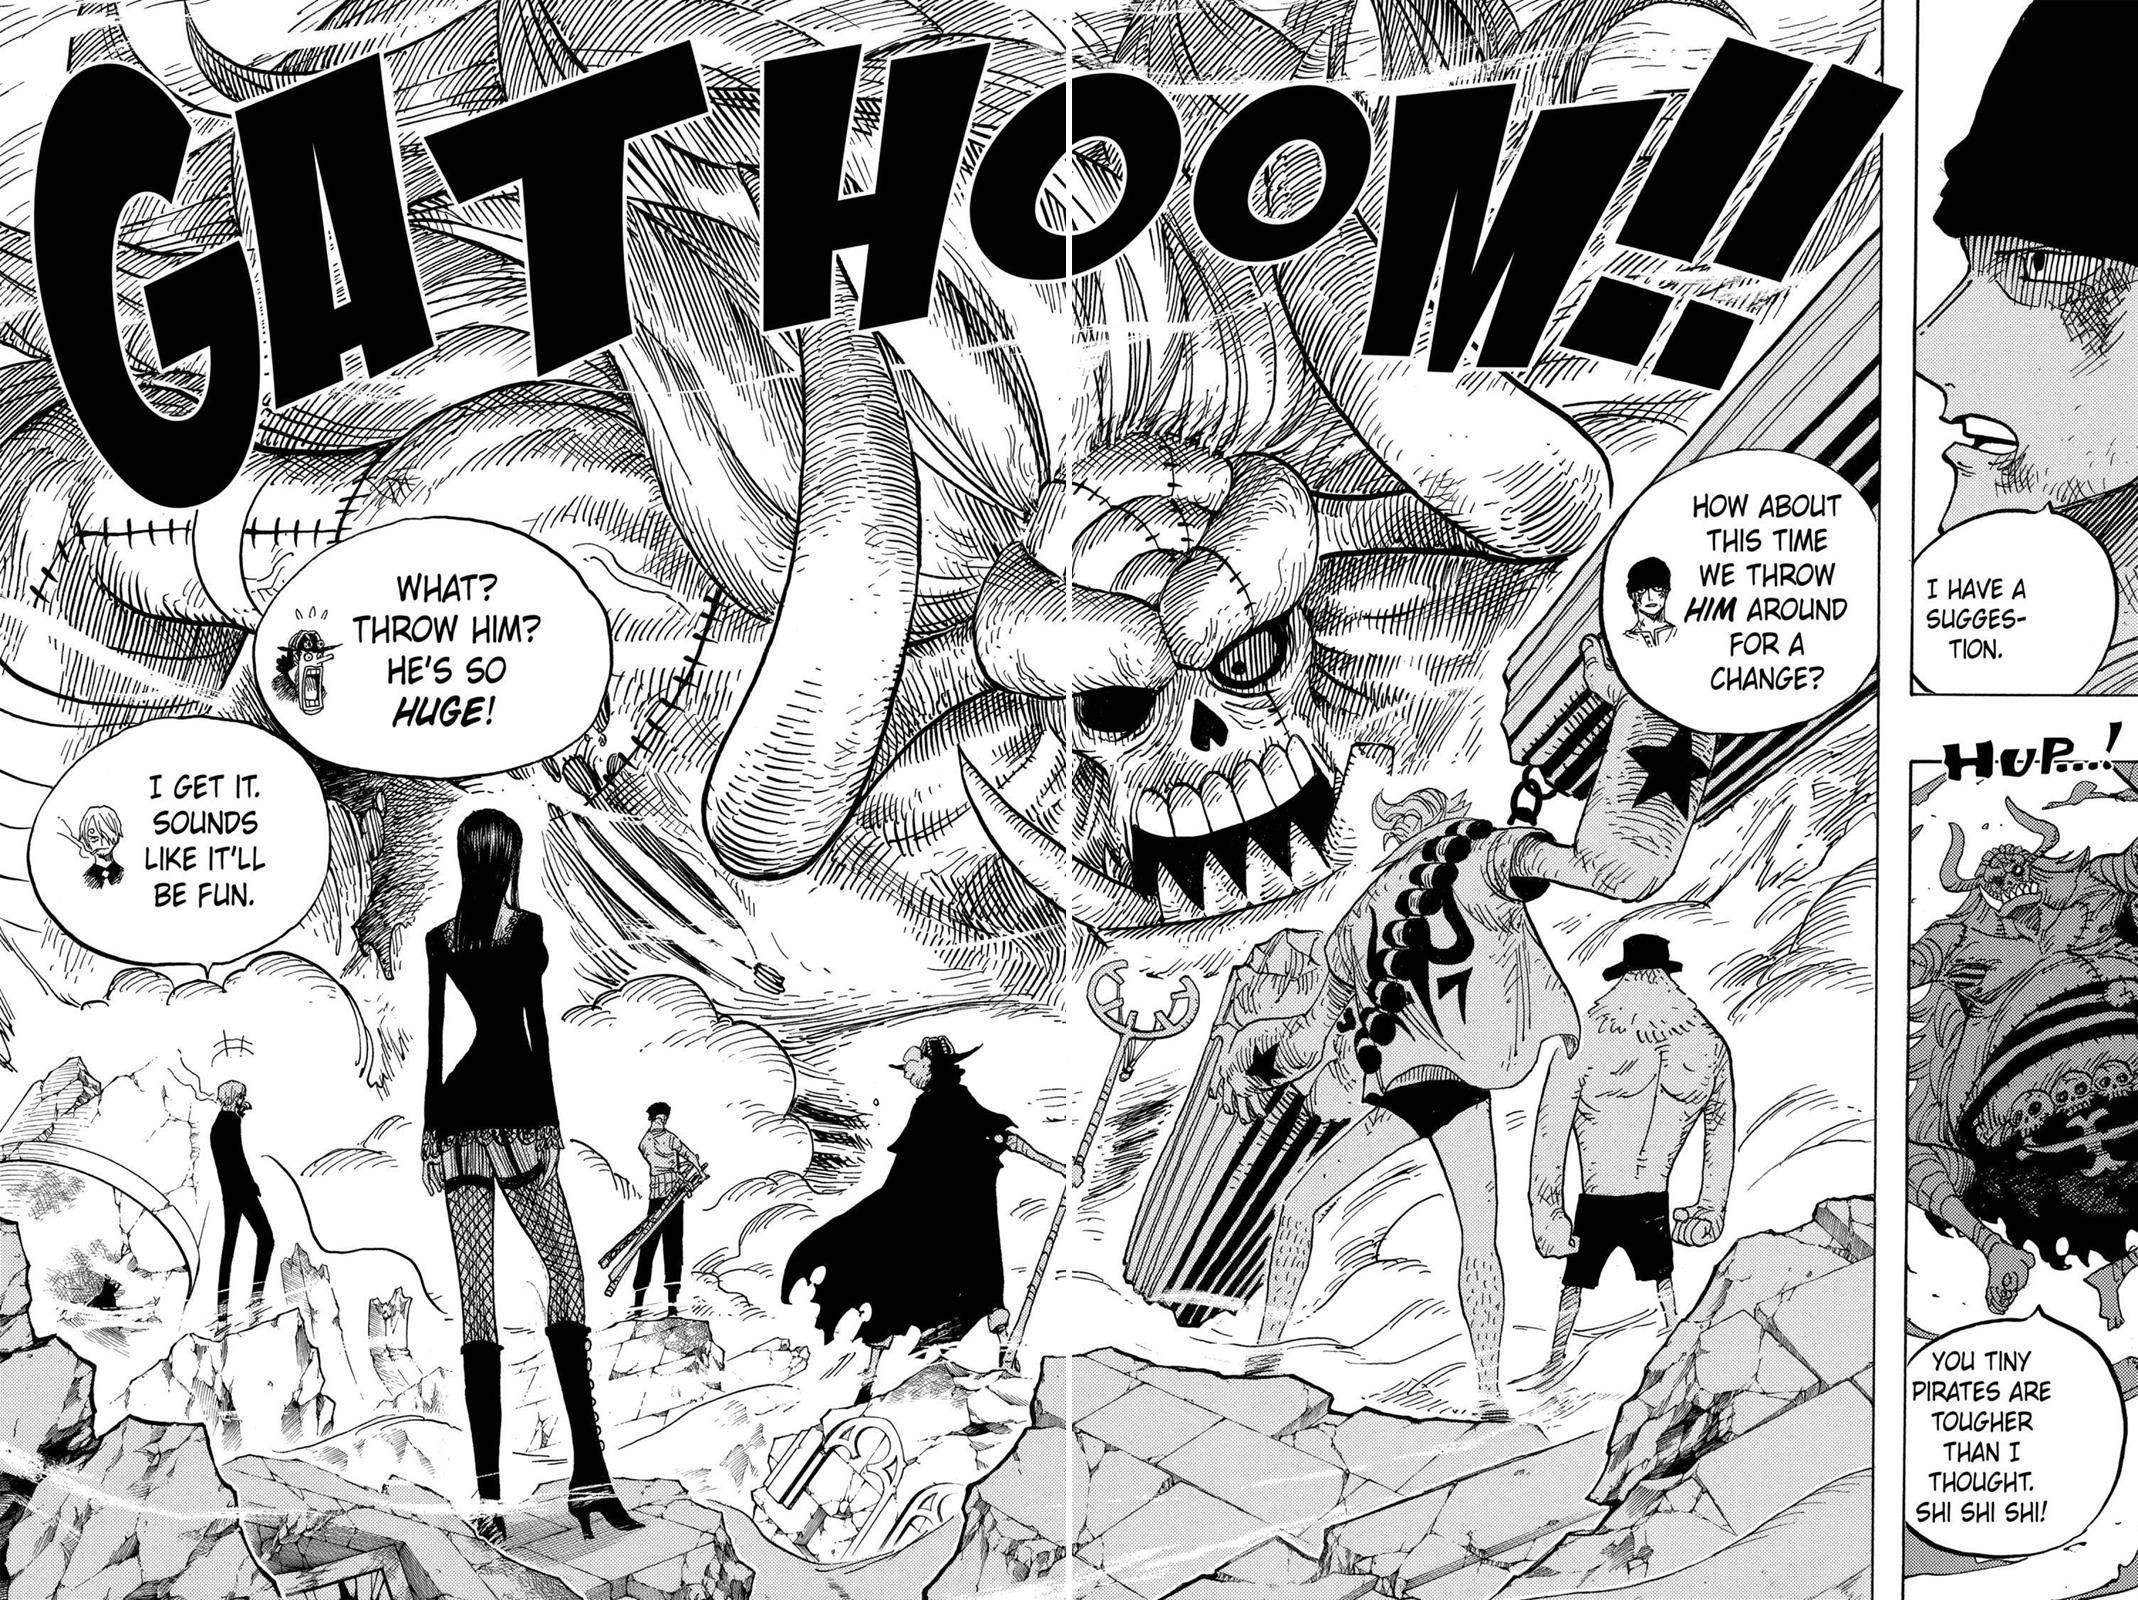 I HAVE A
SUGGES-
TION.
HUP...!
YOU TINY
PIRATES ARE
TOUGHER
THAN I
THOUGHT.
SHI SHI SHI!
GATHOOM!!
HOW ABOUT
THIS TIME
WE THROW
HIM AROUND
FOR A
CHANGE?
WHAT?
THROW HIM?
HE'S SO
HUGE!
I GET IT.
SOUNDS
LIKE IT'LL
BE FUN.